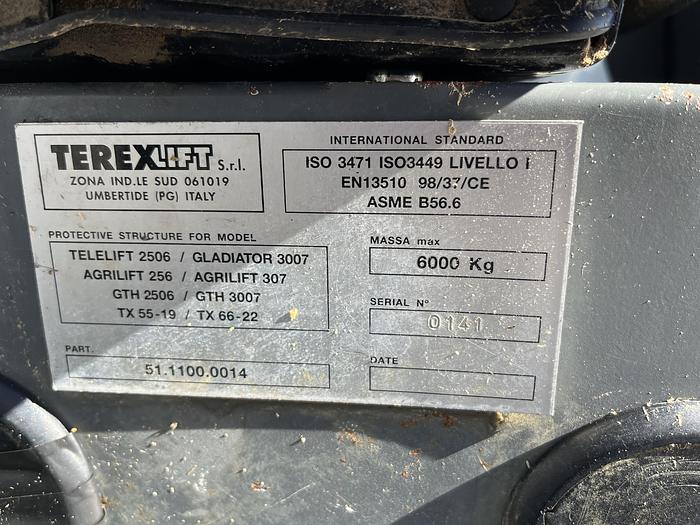 TEREXLIFT S.r.l.
ZONA IND.LE SUD 061019
UMBERTIDE (PG) ITALY
INTERNATIONAL STANDARD
ISO 3471 ISO3449 LIVELLO I
EN13510 98/37/CE
ASME B56.6
PROTECTIVE STRUCTURE FOR MODEL
TELELIFT 2506 / GLADIATOR 3007
AGRILIFT 256 / AGRILIFT 307
GTH 2506 / GTH 3007
TX 55-19 / TX 66-22
MASSA max
6000 Kg
SERIAL N°
0141
PART.
51.1100.0014
DATE